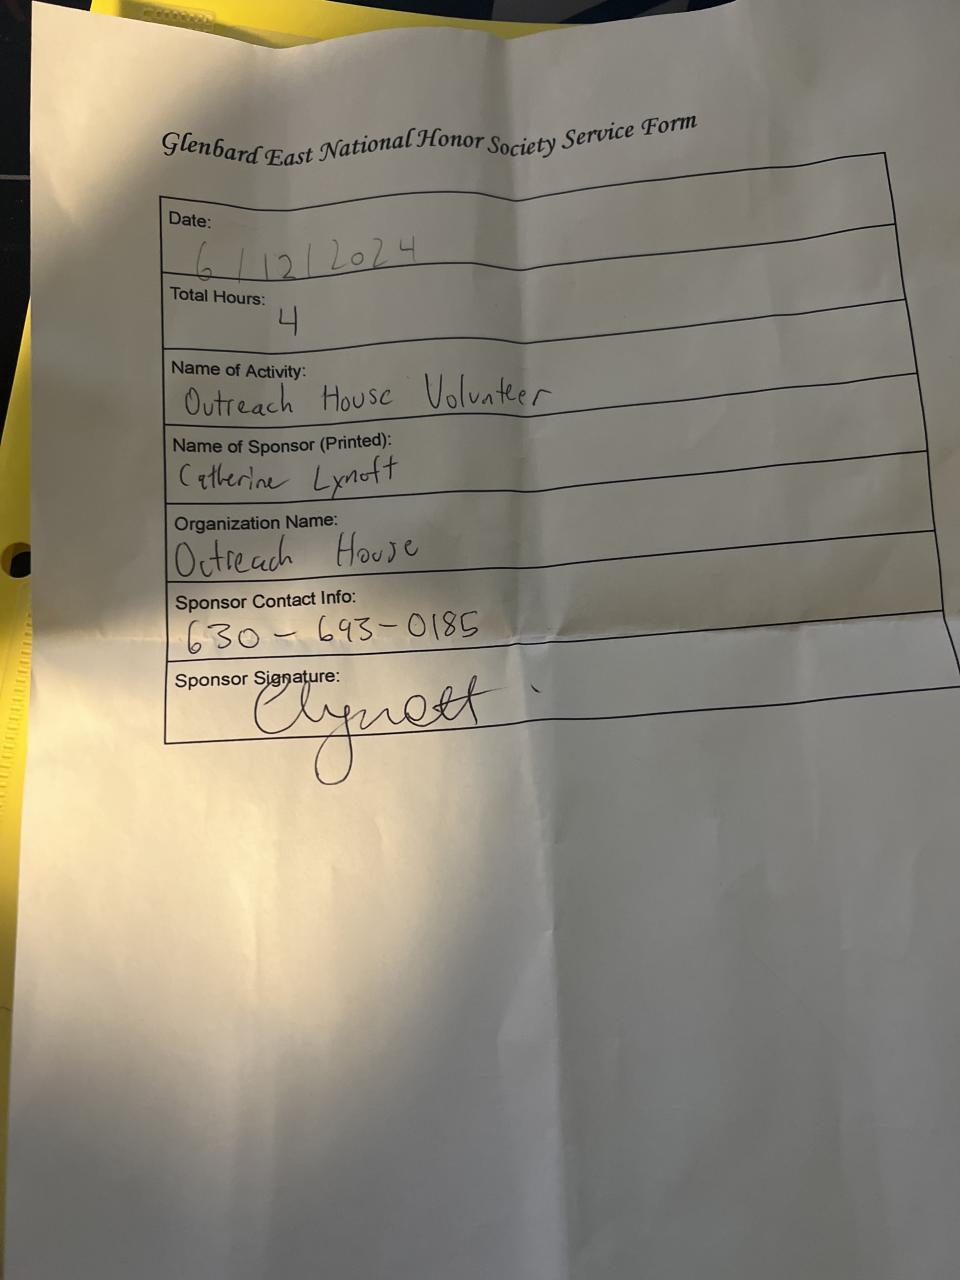 Glenbard East National Honor Society Service Form
Date:
6/12/2024
Total Hours:
4
Name of Activity:
Outreach House Volunteer
Name of Sponsor (Printed):
Catherine Lynott
Organization Name:
Outreach House
Sponsor Contact Info:
630-693-0185
Sponsor Signature:
CLynott